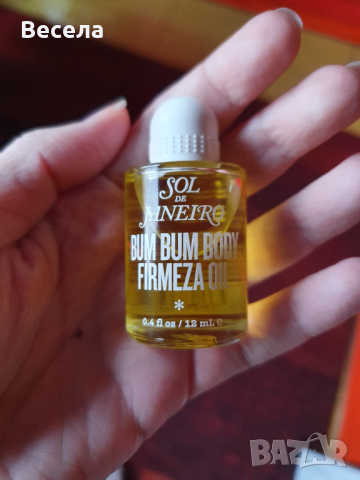 Весела
SOL
DE
JANEIRO
BUM BUM BODY
FIRMEZA OIL
*
0.4 fl oz / 12 mL e
BAZAR